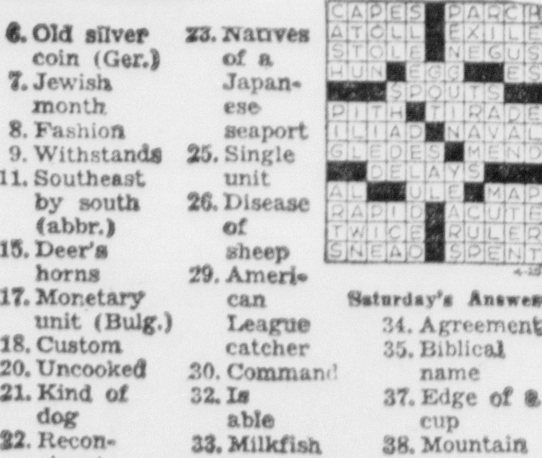 6. Old silver
coin (Ger.)
7. Jewish
month
8. Fashion
9. Withstands
11. Southeast
by south
(abbr.)
15. Deer's
horns
17. Monetary
unit (Bulg.)
18. Custom
20. Uncooked
21. Kind of
dog
22. Recon-
23. Natives
of a
Japan-
ese
seaport
25. Single
unit
26. Disease
of
sheep
29. Ameri-
can
League
catcher
30. Command
32. Is
able
33. Milkfish
CAPES PARCH
ATOLL EXILE
STOLE NEGUS
HUN EGG ES
SPOUTS
PITH TIRADE
ILIAD NAVAL
GLEDES MEND
DELAYS
AL ULE MAP
RAPID ACUTE
TWICE RULER
SNEAD SPENT
Saturday's Answer
34. Agreement
35. Biblical
name
37. Edge of a
cup
38. Mountain